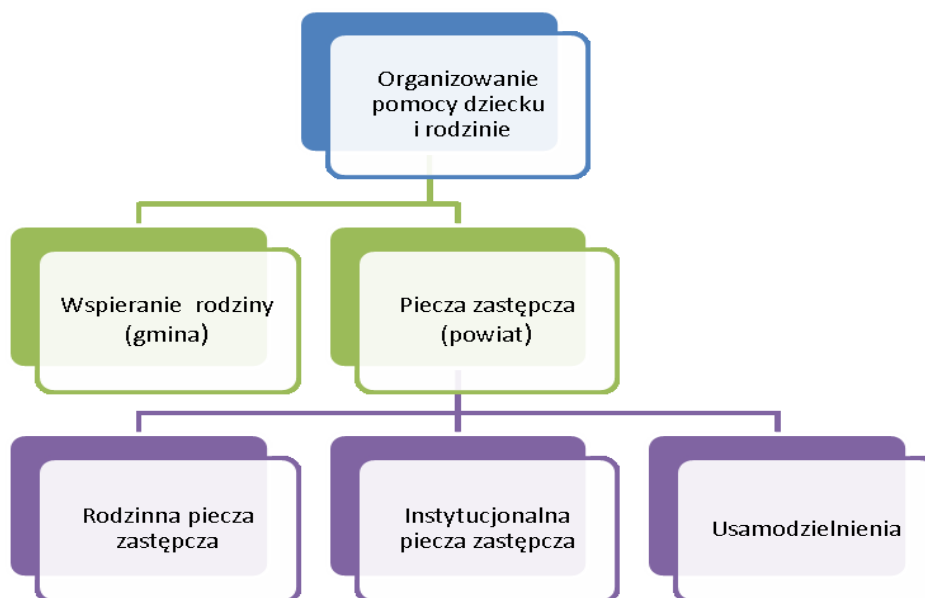 Organizowanie
pomocy dziecku
i rodzinie
Wspieranie rodziny
(gmina)
Piecza zastępcza
(powiat)
Rodzinna piecza
zastępcza
Instytucjonalna
piecza zastępcza
Usamodzielnienia